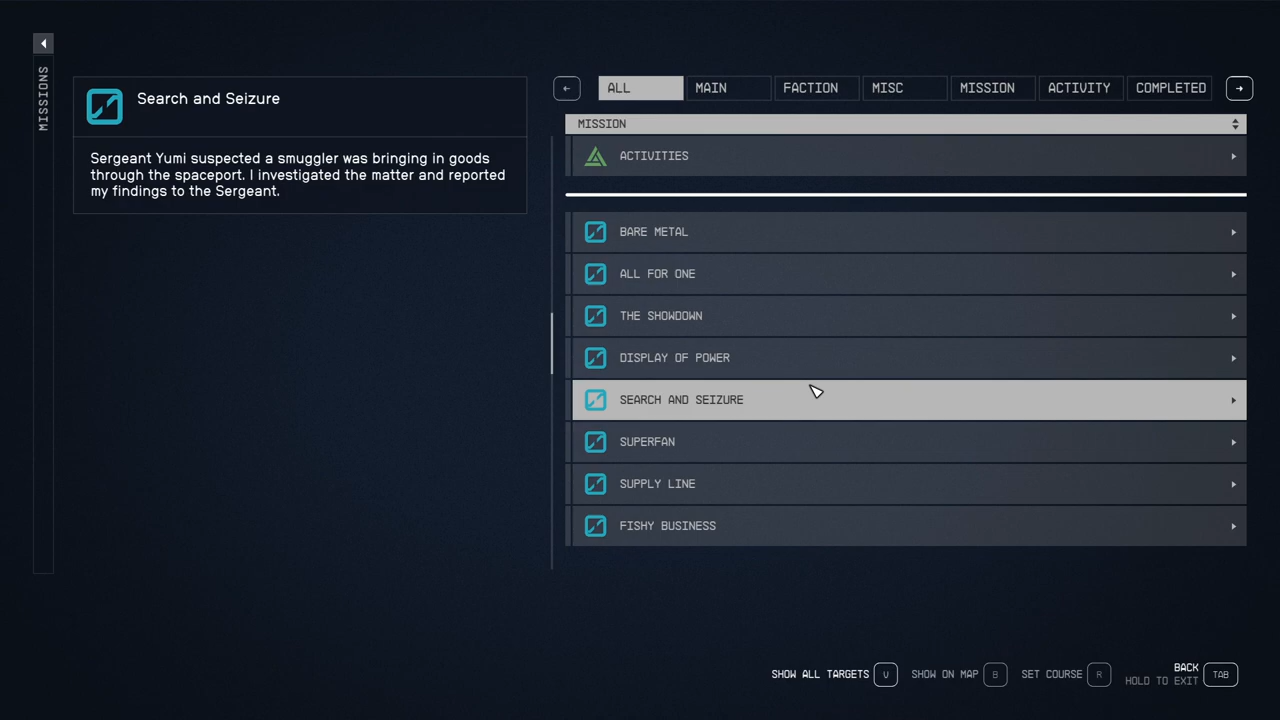 MISSIONS
Search and Seizure
Sergeant Yumi suspected a smuggler was bringing in goods
through the spaceport. I investigated the matter and reported
my findings to the Sergeant.
ALL
MAIN
FACTION
MISC
MISSION
ACTIVITY
COMPLETED
MISSION
ACTIVITIES
BARE METAL
ALL FOR ONE
THE SHOWDOWN
DISPLAY OF POWER
SEARCH AND SEIZURE
SUPERFAN
SUPPLY LINE
FISHY BUSINESS
SHOW ALL TARGETS V
SHOW ON MAP B
SET COURSE R
BACK
HOLD TO EXIT
TAB